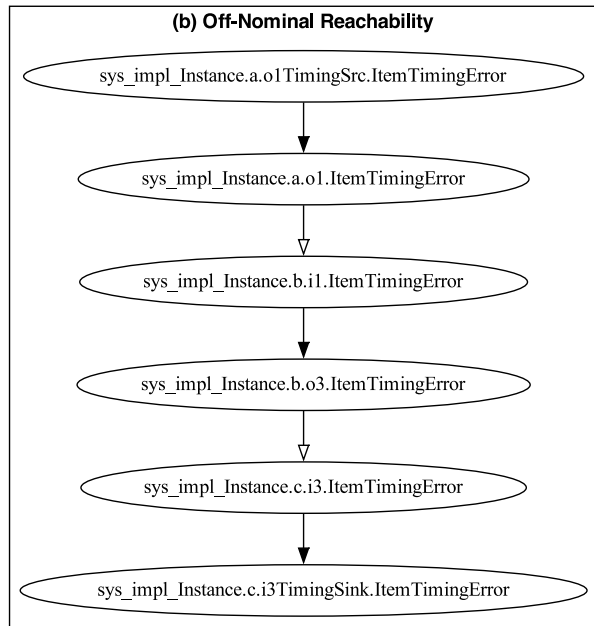 (b) Off-Nominal Reachability
sys_impl_Instance.a.o1TimingSrc.ItemTimingError
sys_impl_Instance.a.o1.ItemTimingError
sys_impl_Instance.b.i1.ItemTimingError
sys_impl_Instance.b.o3.ItemTimingError
sys_impl_Instance.c.i3.ItemTimingError
sys_impl_Instance.c.i3TimingSink.ItemTimingError